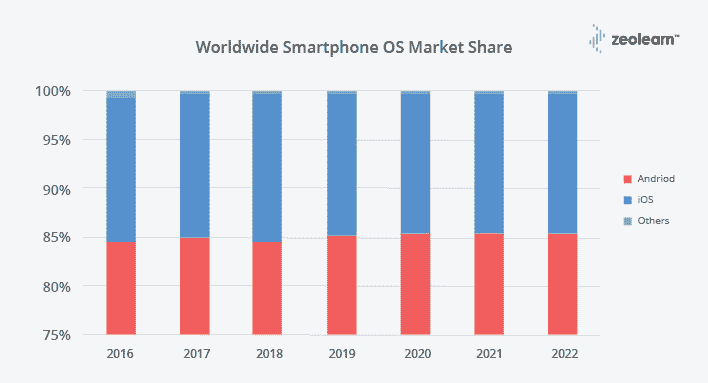 zeolearn™
Worldwide Smartphone OS Market Share
100%
95%
90%
85%
80%
75%
Andriod
iOS
Others
2016 2017 2018 2019 2020 2021 2022